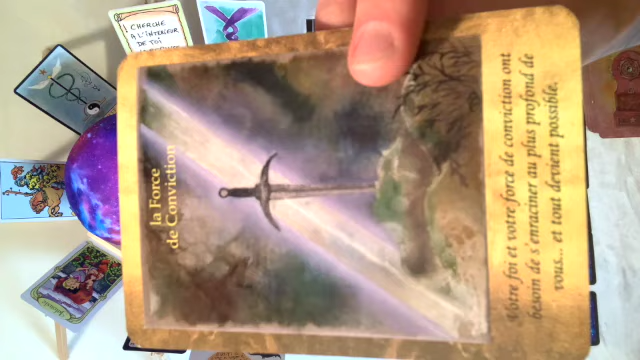 CHERCHE
A L'INTERIEUR
DE TOI
la Force
de Conviction
Votre foi et votre force de conviction ont
besoin de s'enraciner au plus profond de
vous... et tout devient possible.